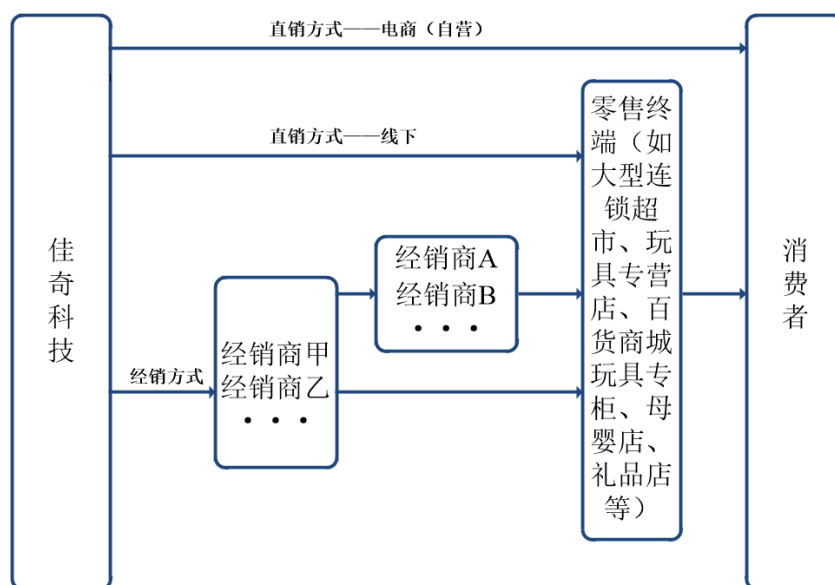 直销方式——电商（自营）
直销方式——线下
佳
奇
科
技
经销方式
经销商甲
经销商乙
· · ·
经销商A
经销商B
· · ·
零售终
端（如
大型连
锁超
市、玩
具专营
店、百
货商城
玩具专
柜、母
婴店、
礼品店
等）
消
费
者